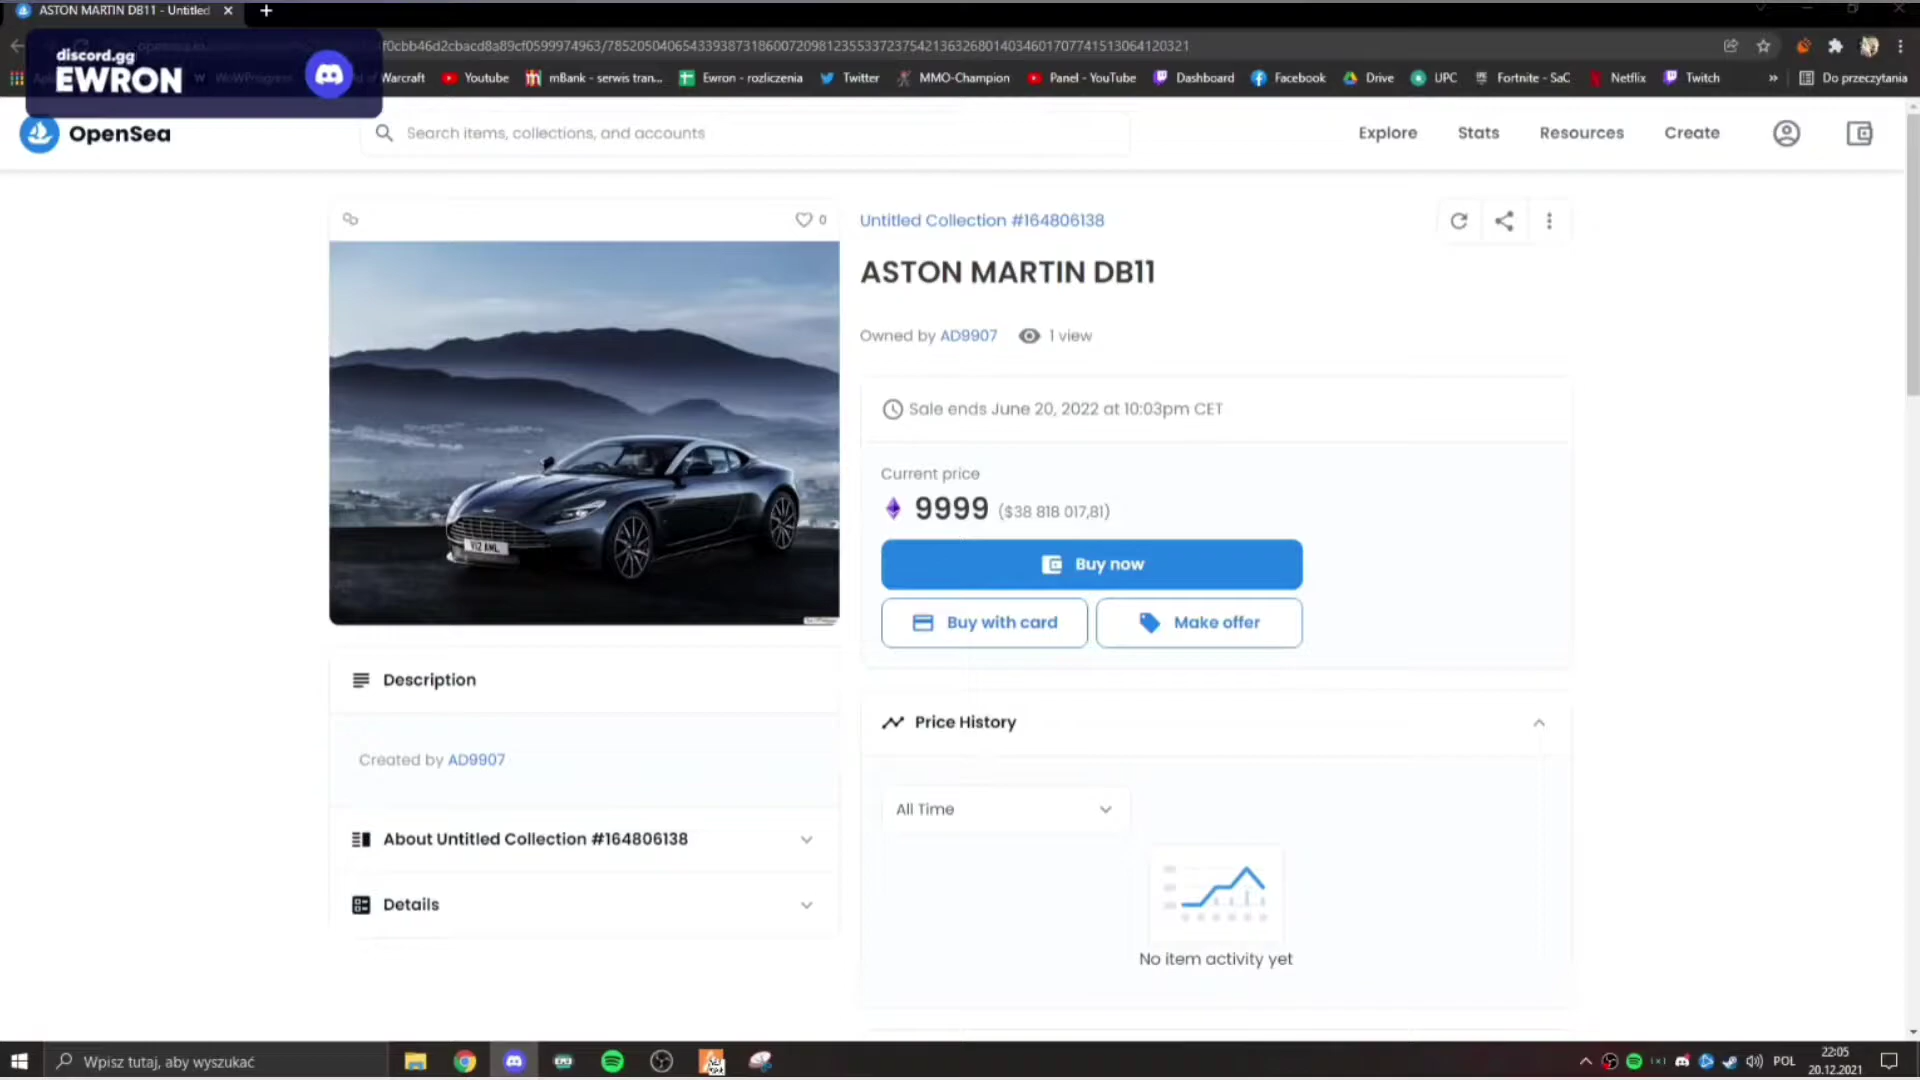 ASTON MARTIN DB11 - Untitled
discord.gg
EWRON
f0cbb46d2cbacd8a89cf0599974963/78520504065433938731860072098123553372375421363268014034601707741513064120321
WoWProgress
Warcraft
Youtube
mBank - serwis tran...
Ewron - rozliczenia
Twitter
MMO-Champion
Panel - YouTube
Dashboard
Facebook
Drive
UPC
Fortnite - SaC
Netflix
Twitch
»
Do przeczytania
OpenSea
Search items, collections, and accounts
Explore
Stats
Resources
Create
0
Untitled Collection #164806138
ASTON MARTIN DB11
Owned by AD9907
1 view
Sale ends June 20, 2022 at 10:03pm CET
Current price
9999 ($38 818 017,81)
Buy now
Buy with card
Make offer
Description
Created by AD9907
About Untitled Collection #164806138
Details
Price History
All Time
No item activity yet
Wpisz tutaj, aby wyszukać
POL
22:05
20.12.2021